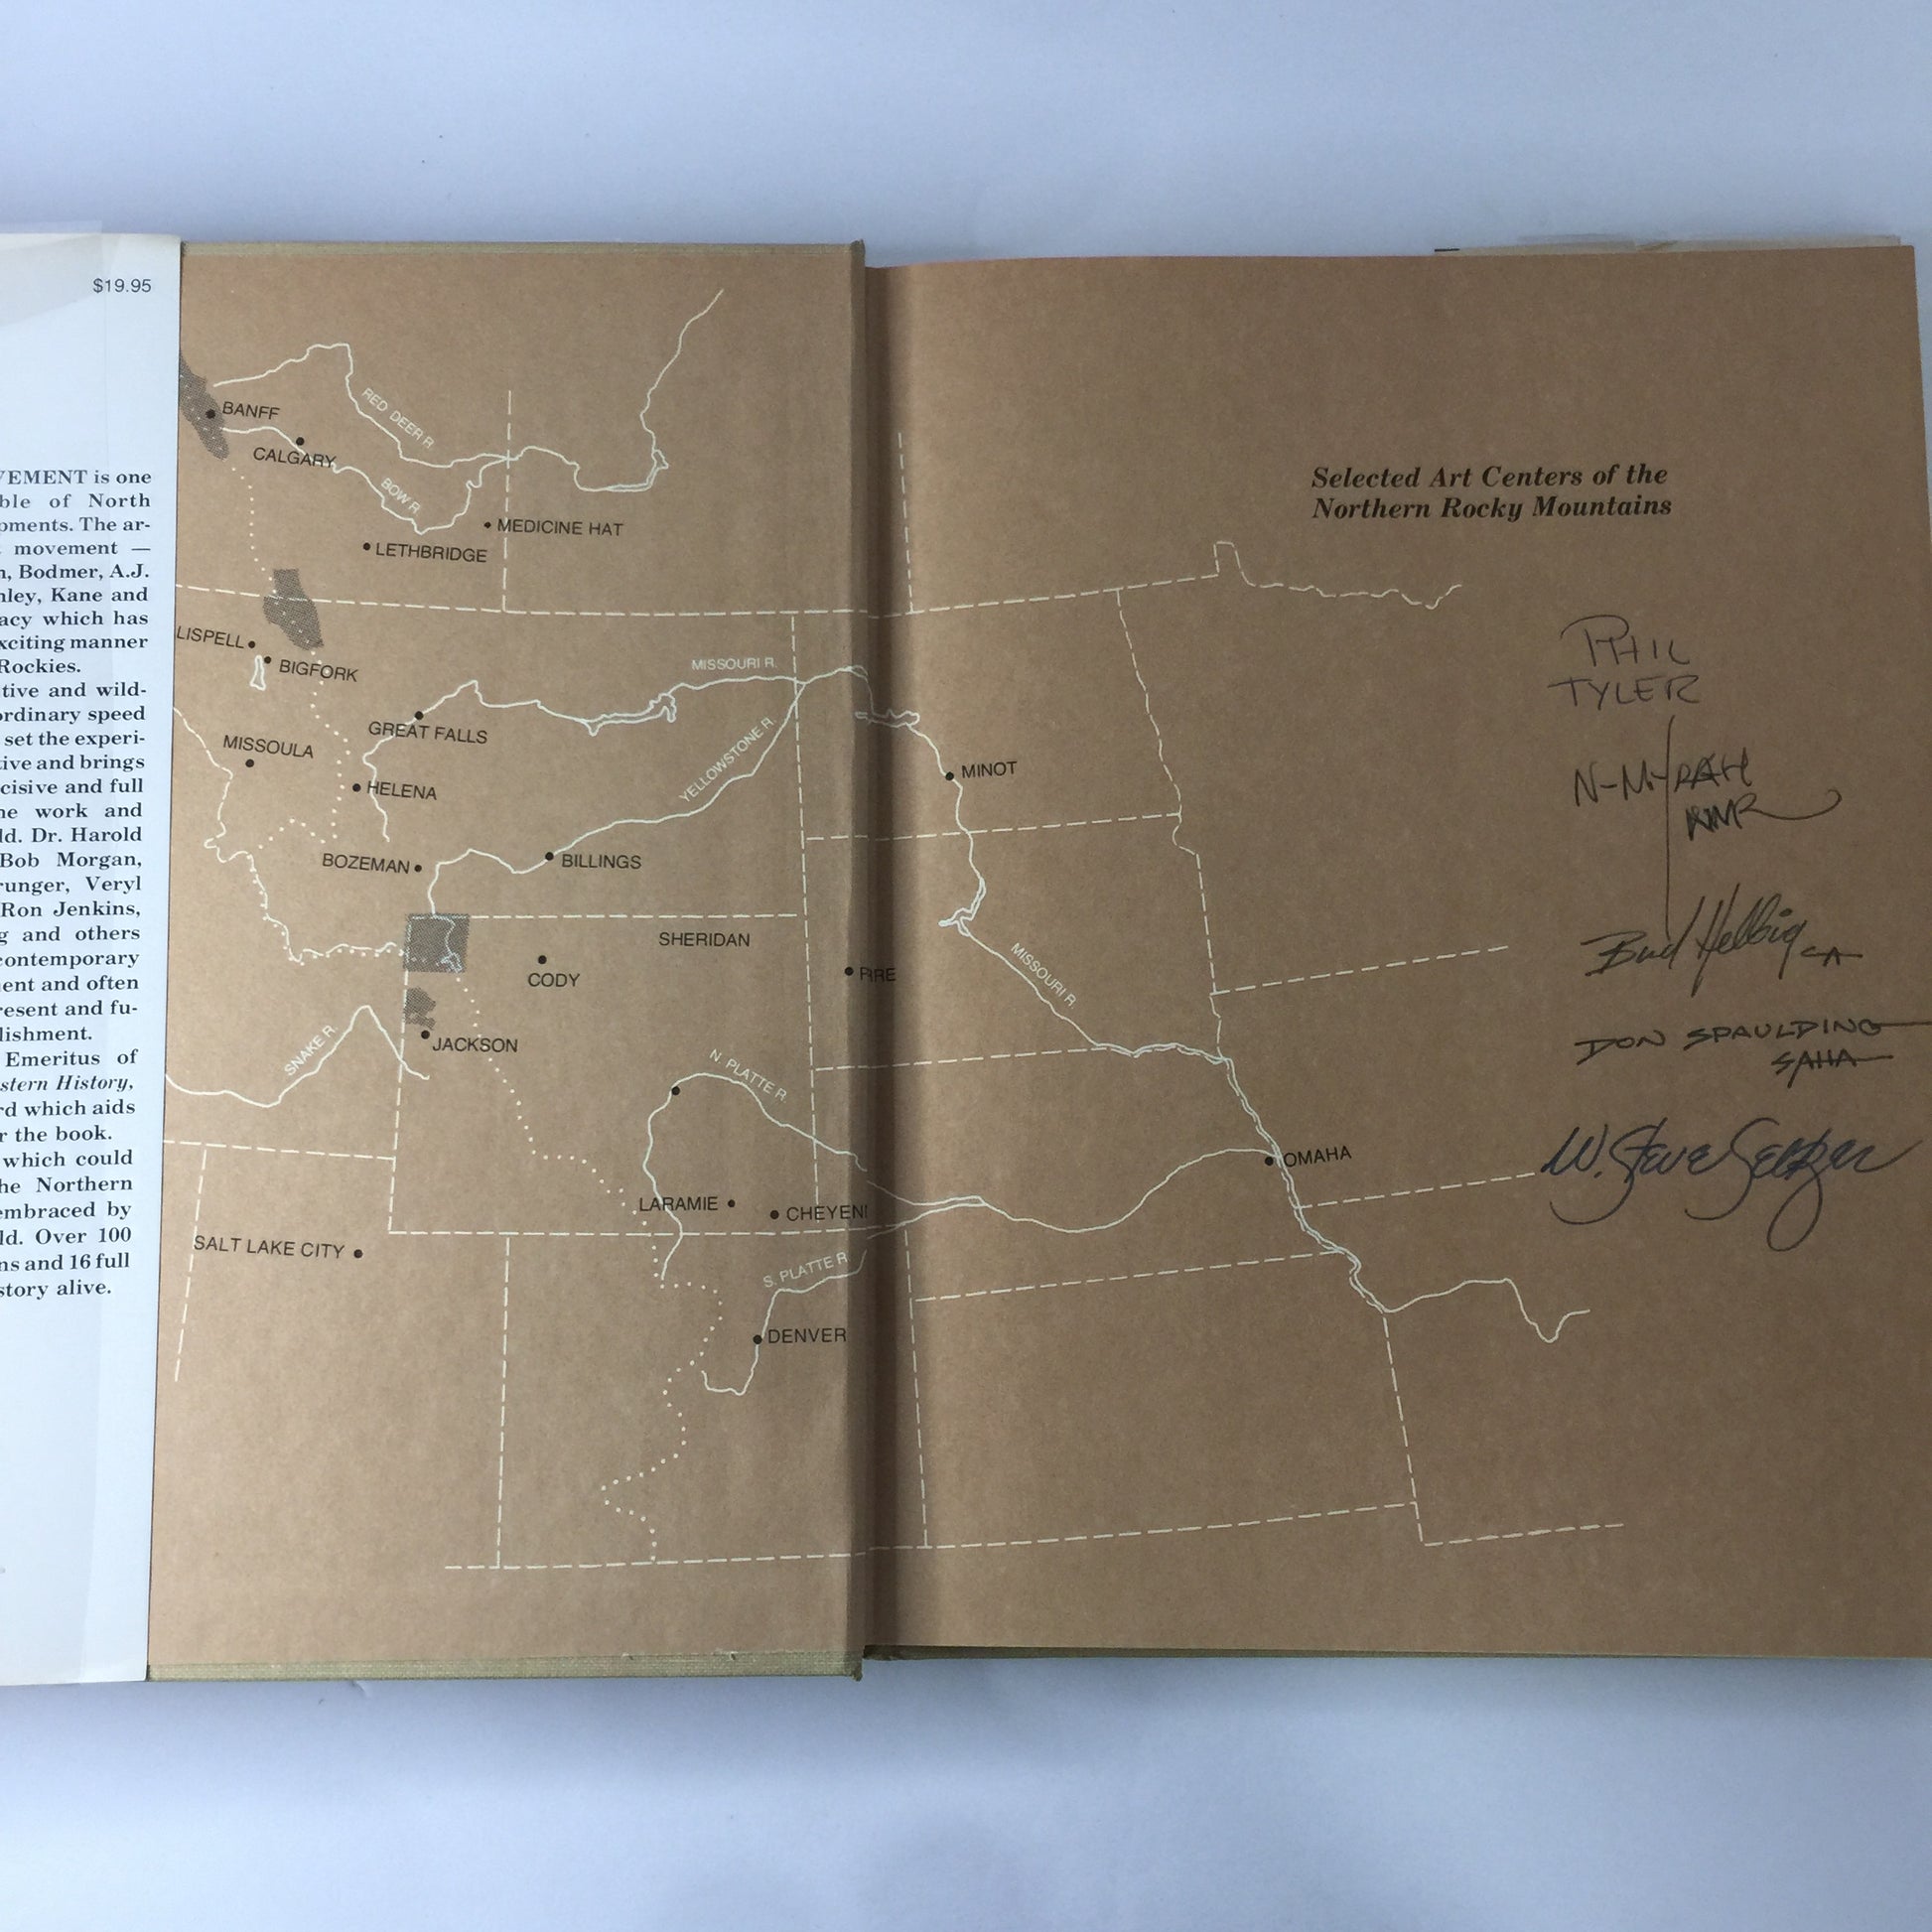 $19.95
VEMENT is one
ble of North
pments. The ar-
movement —
n, Bodmer, A.J.
nley, Kane and
acy which has
xciting manner
Rockies.
tive and wild-
ordinary speed
set the experi-
tive and brings
cisive and full
ne work and
ld. Dr. Harold
Bob Morgan,
runger, Veryl
Ron Jenkins,
g and others
contemporary
ent and often
resent and fu-
lishment.
Emeritus of
stern History,
rd which aids
r the book.
which could
he Northern
embraced by
ld. Over 100
ns and 16 full
story alive.
BANFF
RED DEER R.
CALGARY
BOW R.
MEDICINE HAT
LETHBRIDGE
LISPELL
BIGFORK
MISSOURI R.
GREAT FALLS
MISSOULA
YELLOWSTONE R.
HELENA
BOZEMAN
BILLINGS
SHERIDAN
CODY
JACKSON
SNAKE R.
N. PLATTE R.
LARAMIE
CHEYEN
SALT LAKE CITY
S. PLATTE R.
DENVER
Selected Art Centers of the
Northern Rocky Mountains
MINOT
MISSOURI R.
OMAHA
PHIL
TYLER
Bud Helbig CA
DON SPAULDING
SAHA
W. Steve Seltzer